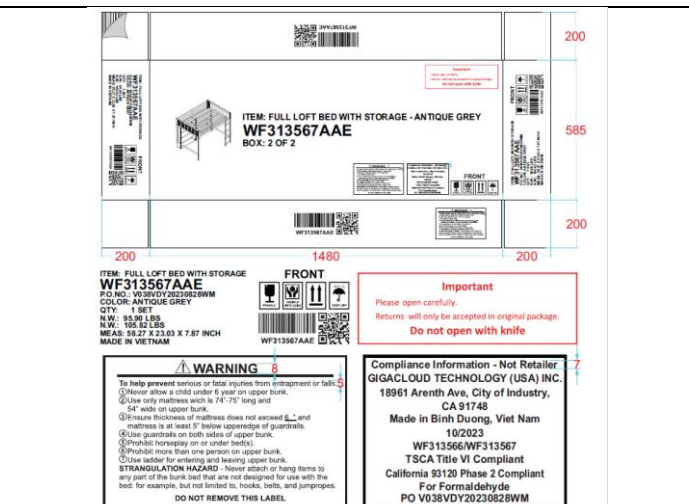 WF313567AAE
200
Important
Do not open with knife
ITEM: FULL LOFT BED WITH STORAGE - ANTIQUE GREY
WF313567AAE
BOX: 2 OF 2
FRONT
585
WF313567AAE
FRONT
WF313567AAE
FRONT
WF313567AAE
200
200
1480
200
ITEM: FULL LOFT BED WITH STORAGE
WF313567AAE
P.O.NO.: V038VDY20230828WM
COLOR: ANTIQUE GREY
QTY: 1 SET
N.W.: 95.90 LBS
N.W.: 105.82 LBS
MEAS: 58.27 X 23.03 X 7.87 INCH
MADE IN VIETNAM
FRONT
WF313567AAE
Important
Please open carefully.
Returns will only be accepted in original package.
Do not open with knife
WARNING
8
5
To help prevent serious or fatal injuries from entrapment or falls:
①Never allow a child under 6 year on upper bunk.
②Use only mattress wich is 74"-75" long and
54" wide on upper bunk.
③Ensure thickness of mattress does not exceed 6 " and
mattress is at least 5" below upperedge of guardrails.
④Use guardrails on both sides of upper bunk.
⑤Prohibit horseplay on or under bed(s).
⑥Prohibit more than one person on upper bunk.
⑦Use ladder for entering and leaving upper bunk.
STRANGULATION HAZARD - Never attach or hang items to
any part of the bunk bed that are not designed for use with the
bed: for example, but not limited to, hooks, belts, and jumpropes.
DO NOT REMOVE THIS LABEL
Compliance Information - Not Retailer
7
GIGACLOUD TECHNOLOGY (USA) INC.
18961 Arenth Ave, City of Industry,
CA 91748
Made in Binh Duong, Viet Nam
10/2023
WF313566/WF313567
TSCA Title VI Compliant
California 93120 Phase 2 Compliant
For Formaldehyde
PO V038VDY20230828WM